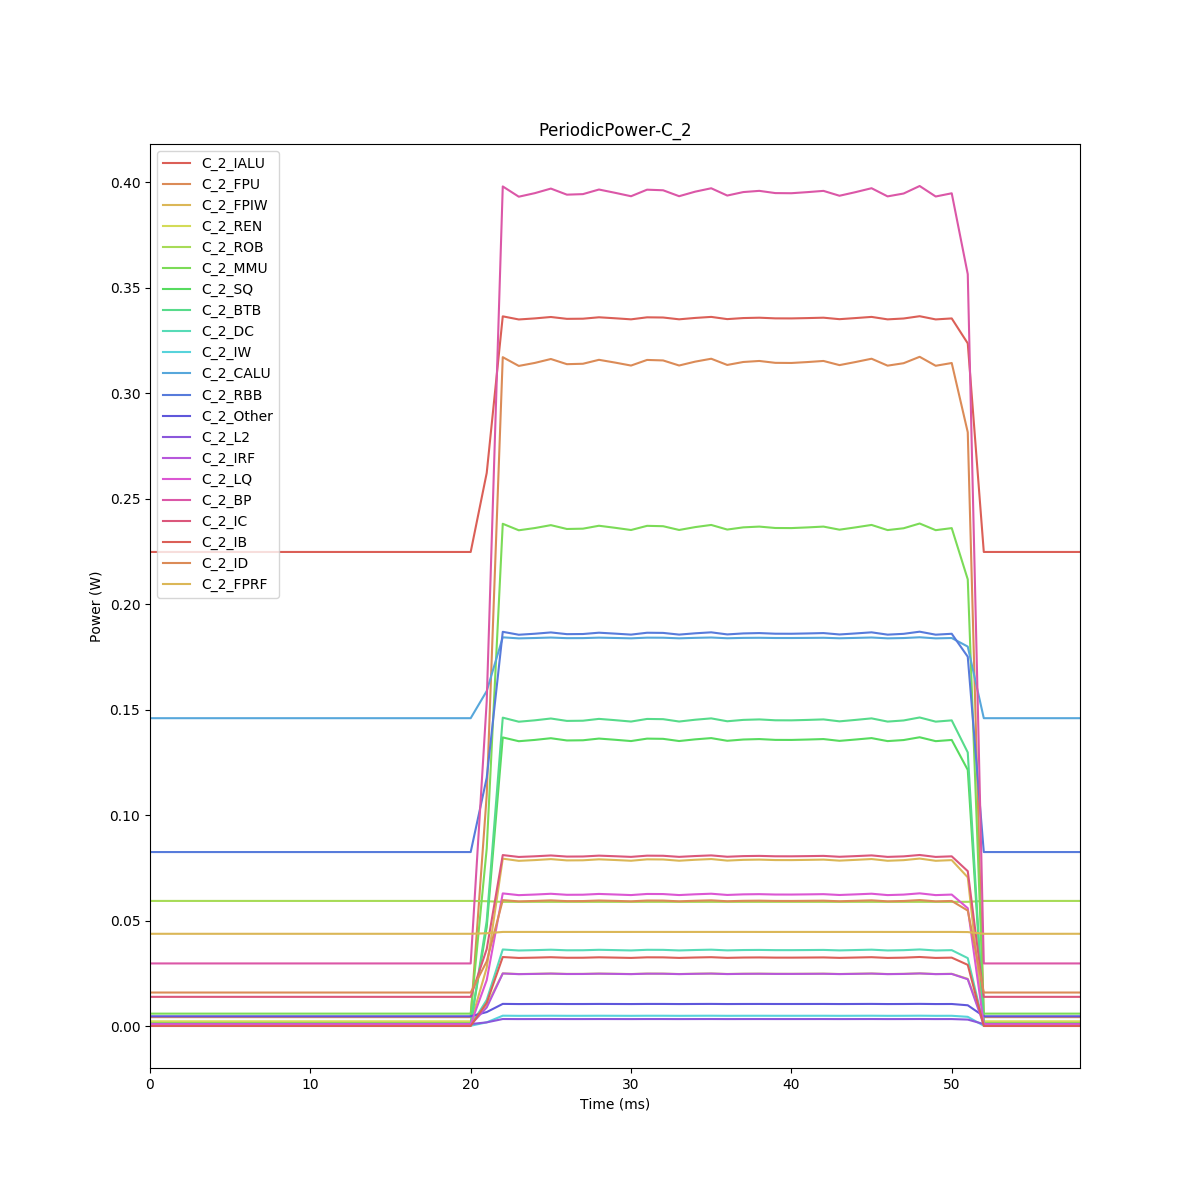 PeriodicPower-C_2
C_2_IALU
C_2_FPU
C_2_FPIW
C_2_REN
C_2_ROB
C_2_MMU
C_2_SQ
C_2_BTB
C_2_DC
C_2_IW
C_2_CALU
C_2_RBB
C_2_Other
C_2_L2
C_2_IRF
C_2_LQ
C_2_BP
C_2_IC
C_2_IB
C_2_ID
C_2_FPRF
0.40
0.35
0.30
0.25
0.20
0.15
0.10
0.05
0.00
Power (W)
0 10 20 30 40 50
Time (ms)